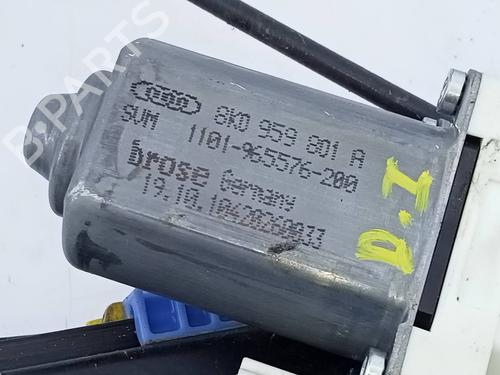 8K0 959 801 A
SVM 1101-965576-200
brose Germany
19.10.10420260033
D.I
B-PARTS